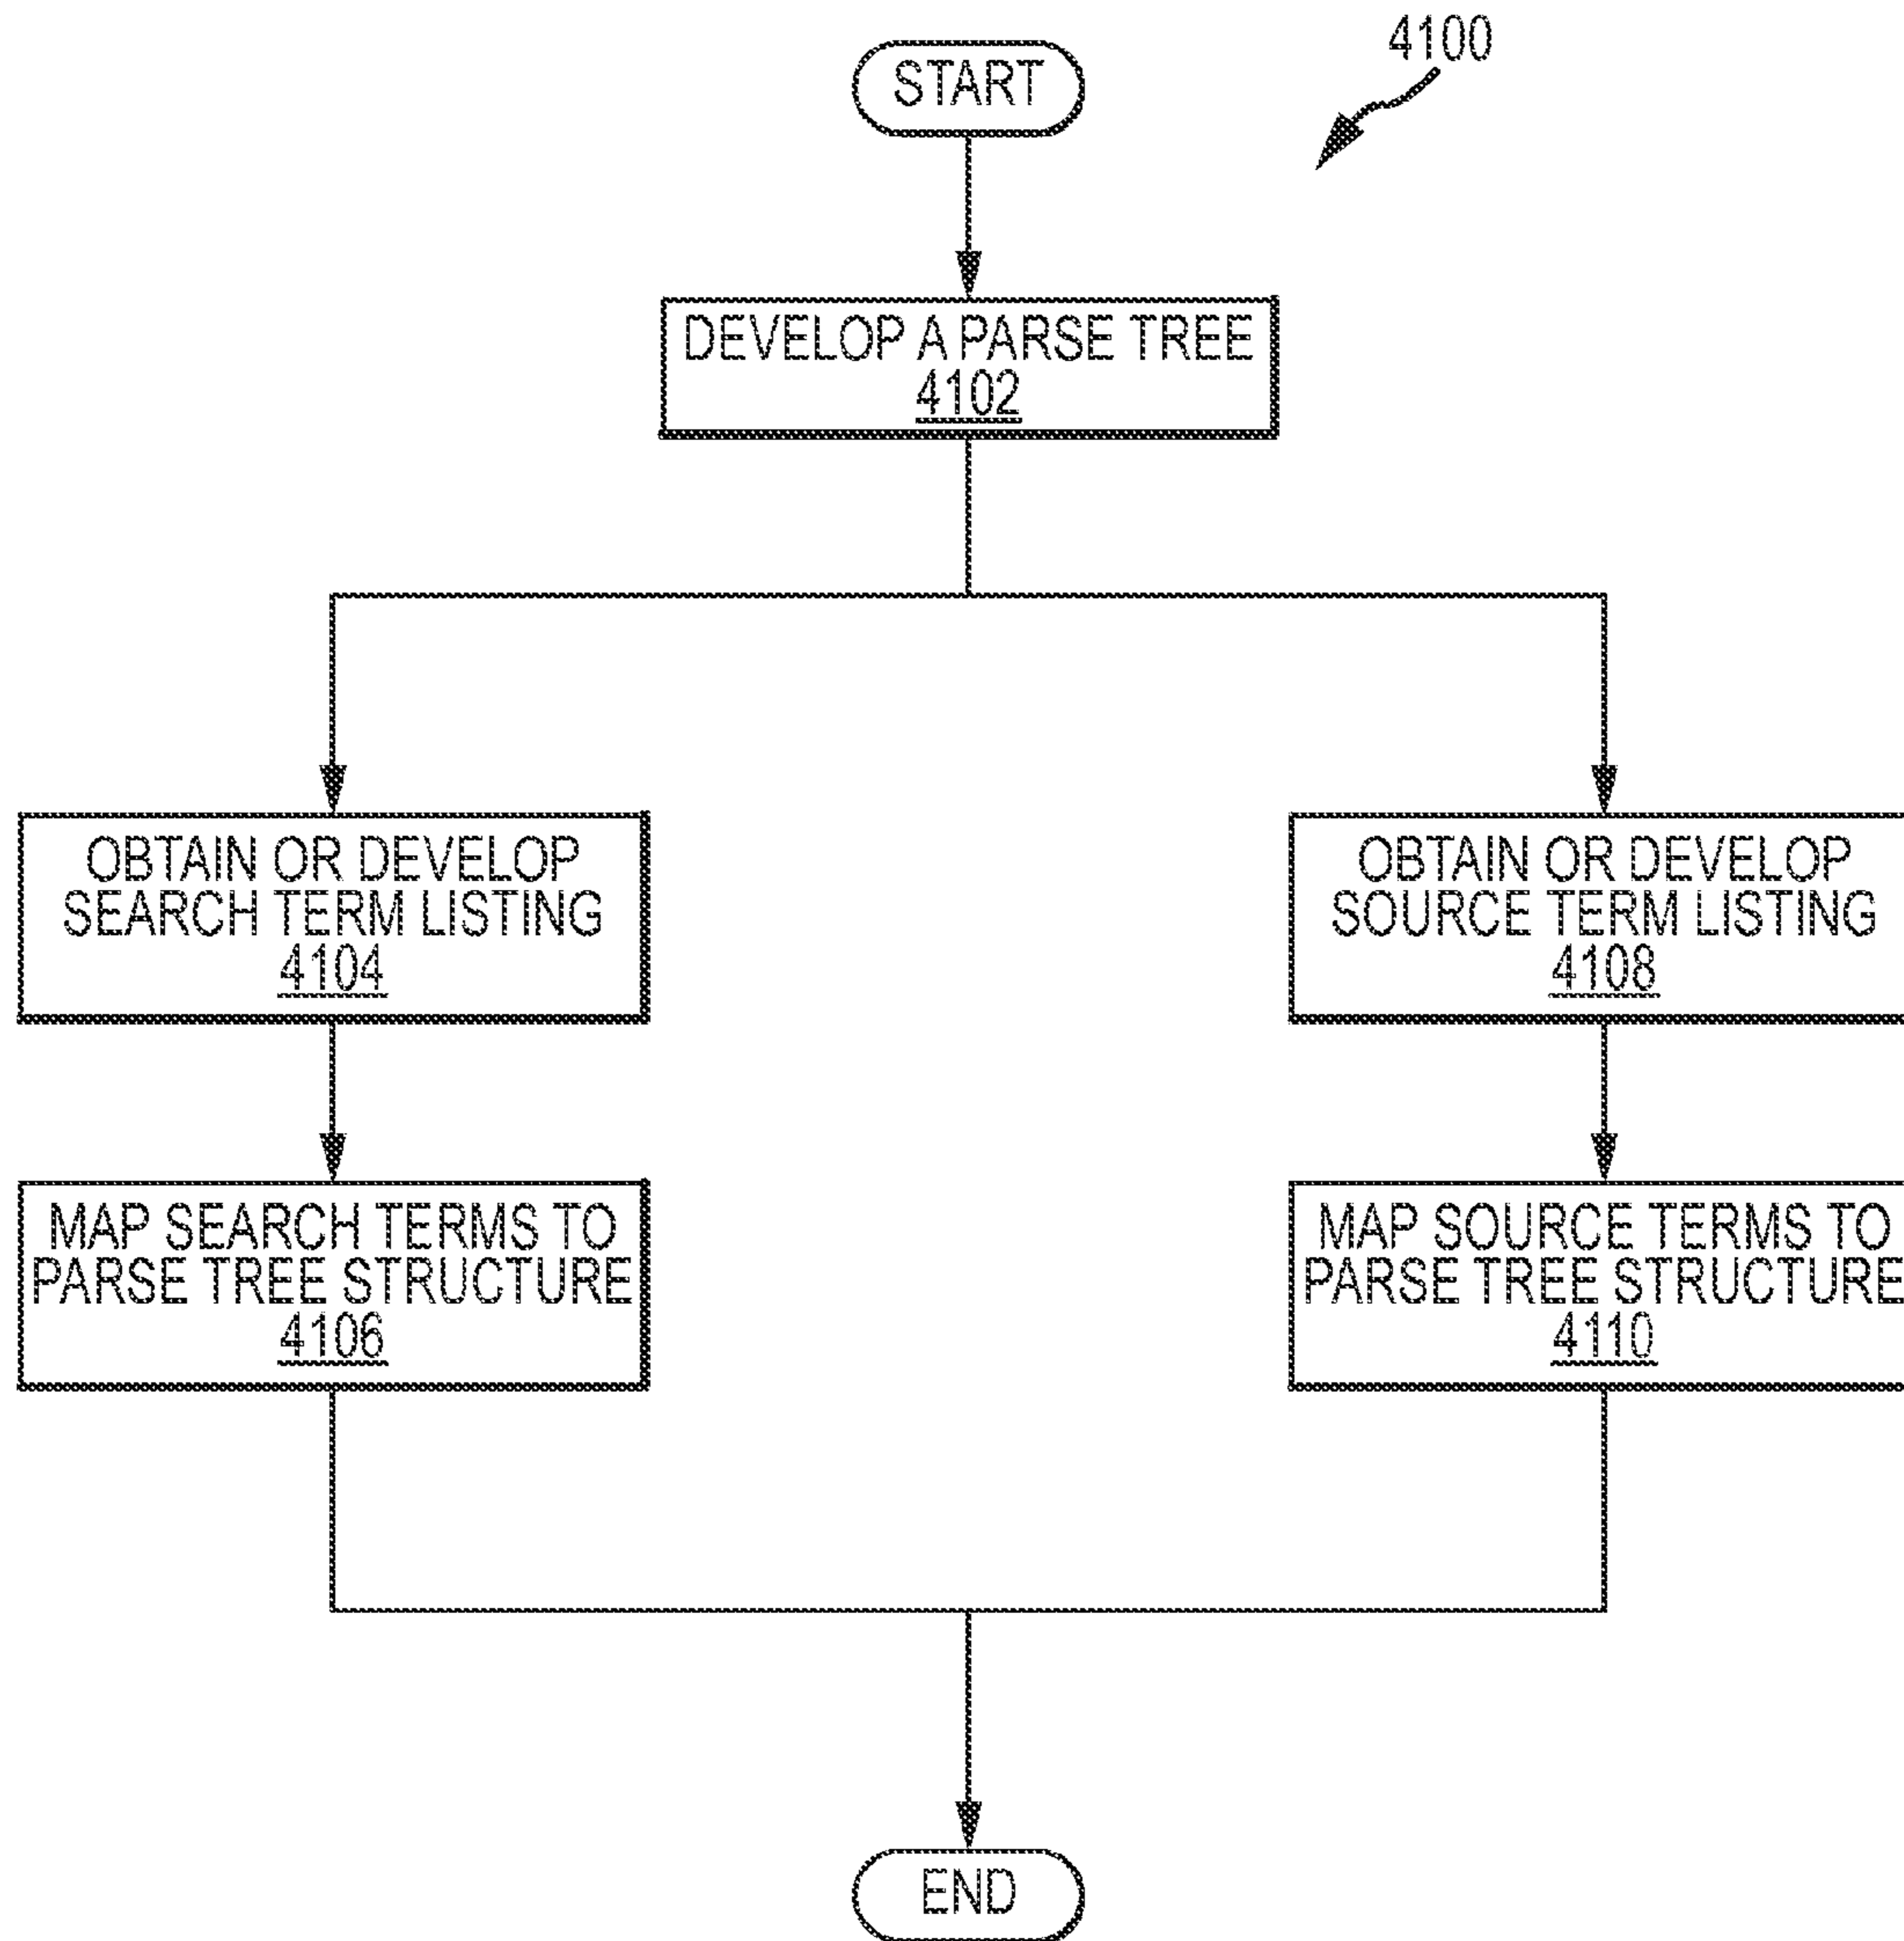 4100
START
DEVELOP A PARSE TREE
4102
OBTAIN OR DEVELOP
SEARCH TERM LISTING
4104
OBTAIN OR DEVELOP
SOURCE TERM LISTING
4108
MAP SEARCH TERMS TO
PARSE TREE STRUCTURE
4106
MAP SOURCE TERMS TO
PARSE TREE STRUCTURE
4110
END